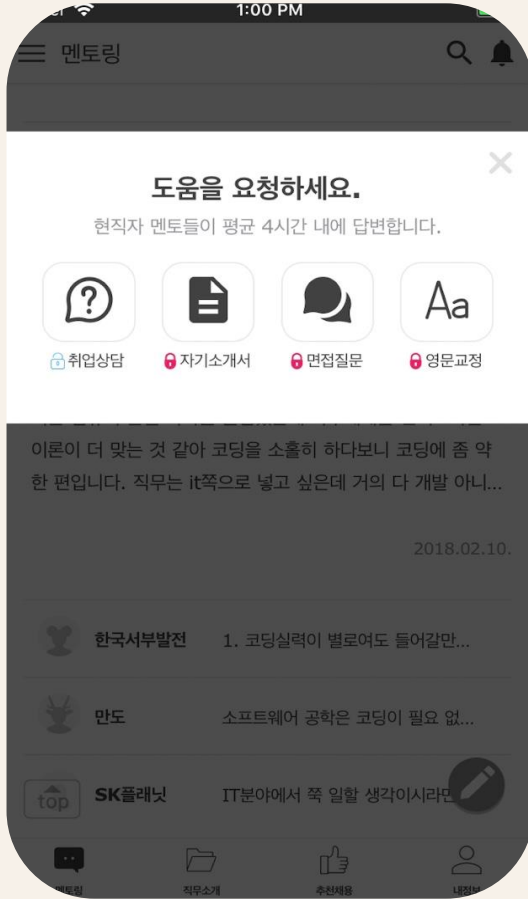 1:00 PM
멘토링
도움을 요청하세요.
현직자 멘토들이 평균 4시간 내에 답변합니다.
Aa
취업상담 자기소개서 면접질문 영문교정
이론이 더 맞는 것 같아 코딩을 소홀히 하다보니 코딩에 좀 약
한 편입니다. 직무는 it쪽으로 넣고 싶은데 거의 다 개발 아니...
2018.02.10.
한국서부발전 1. 코딩실력이 별로여도 들어갈만...
만도 소프트웨어 공학은 코딩이 필요 없...
top SK플래닛 IT분야에서 쭉 일할 생각이시라면
멘토링 직무소개 추천채용 내정보